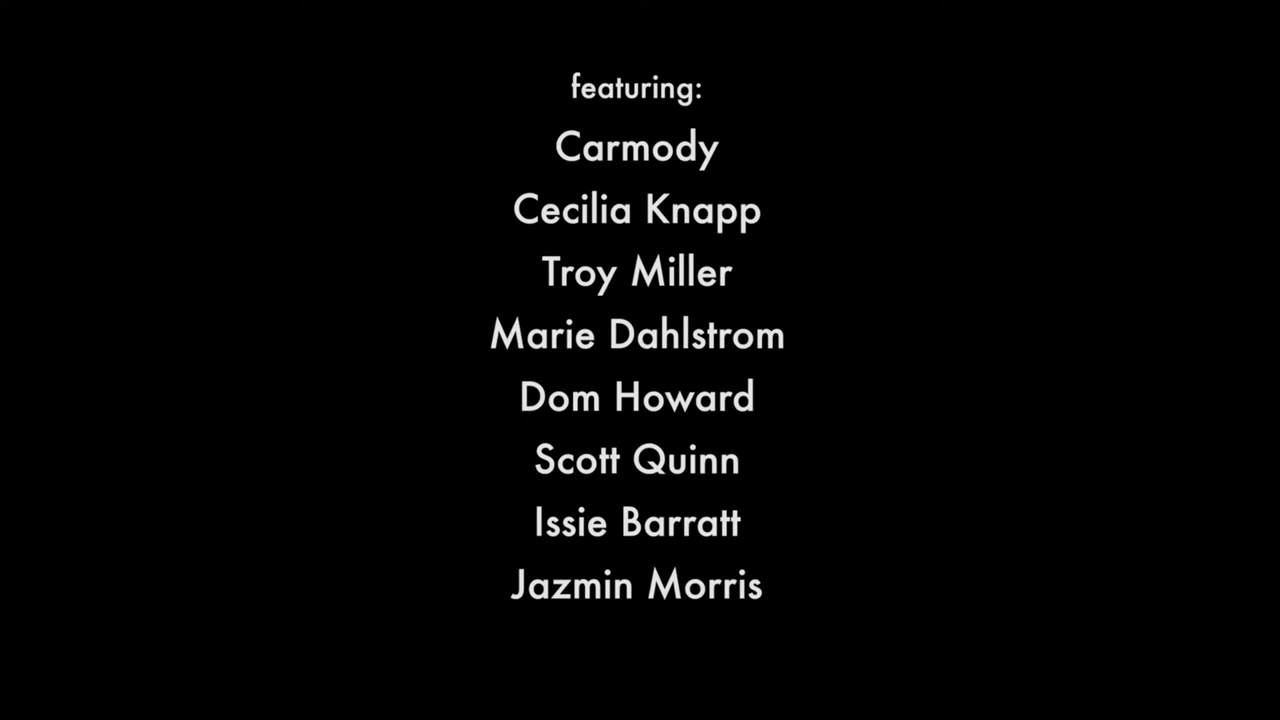 featuring:
Carmody
Cecilia Knapp
Troy Miller
Marie Dahlstrom
Dom Howard
Scott Quinn
Issie Barratt
Jazmin Morris